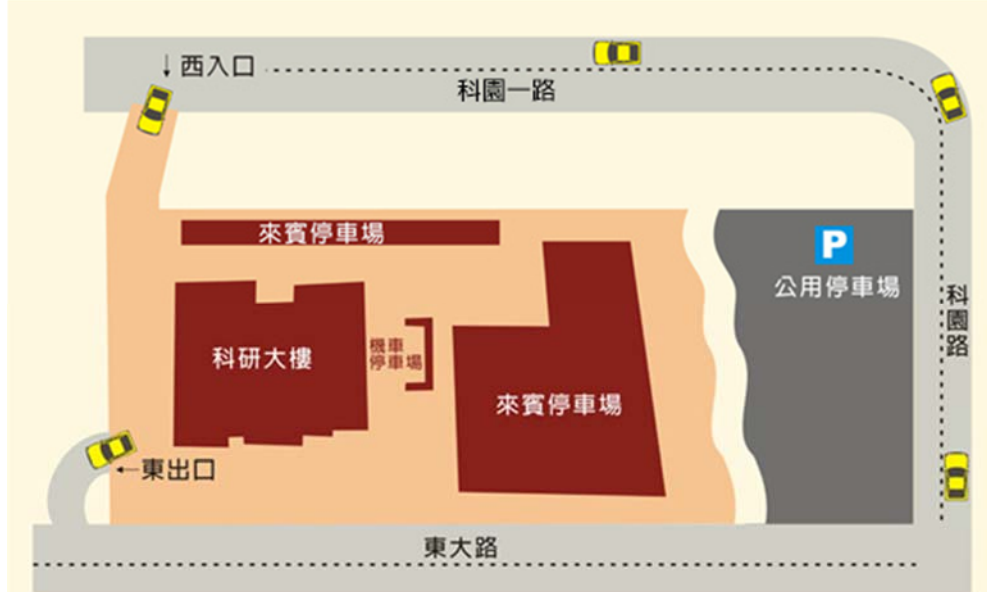 西入口
科園一路
來賓停車場
P
公用停車場
科園路
機車
停車場
科研大樓
來賓停車場
東出口
東大路